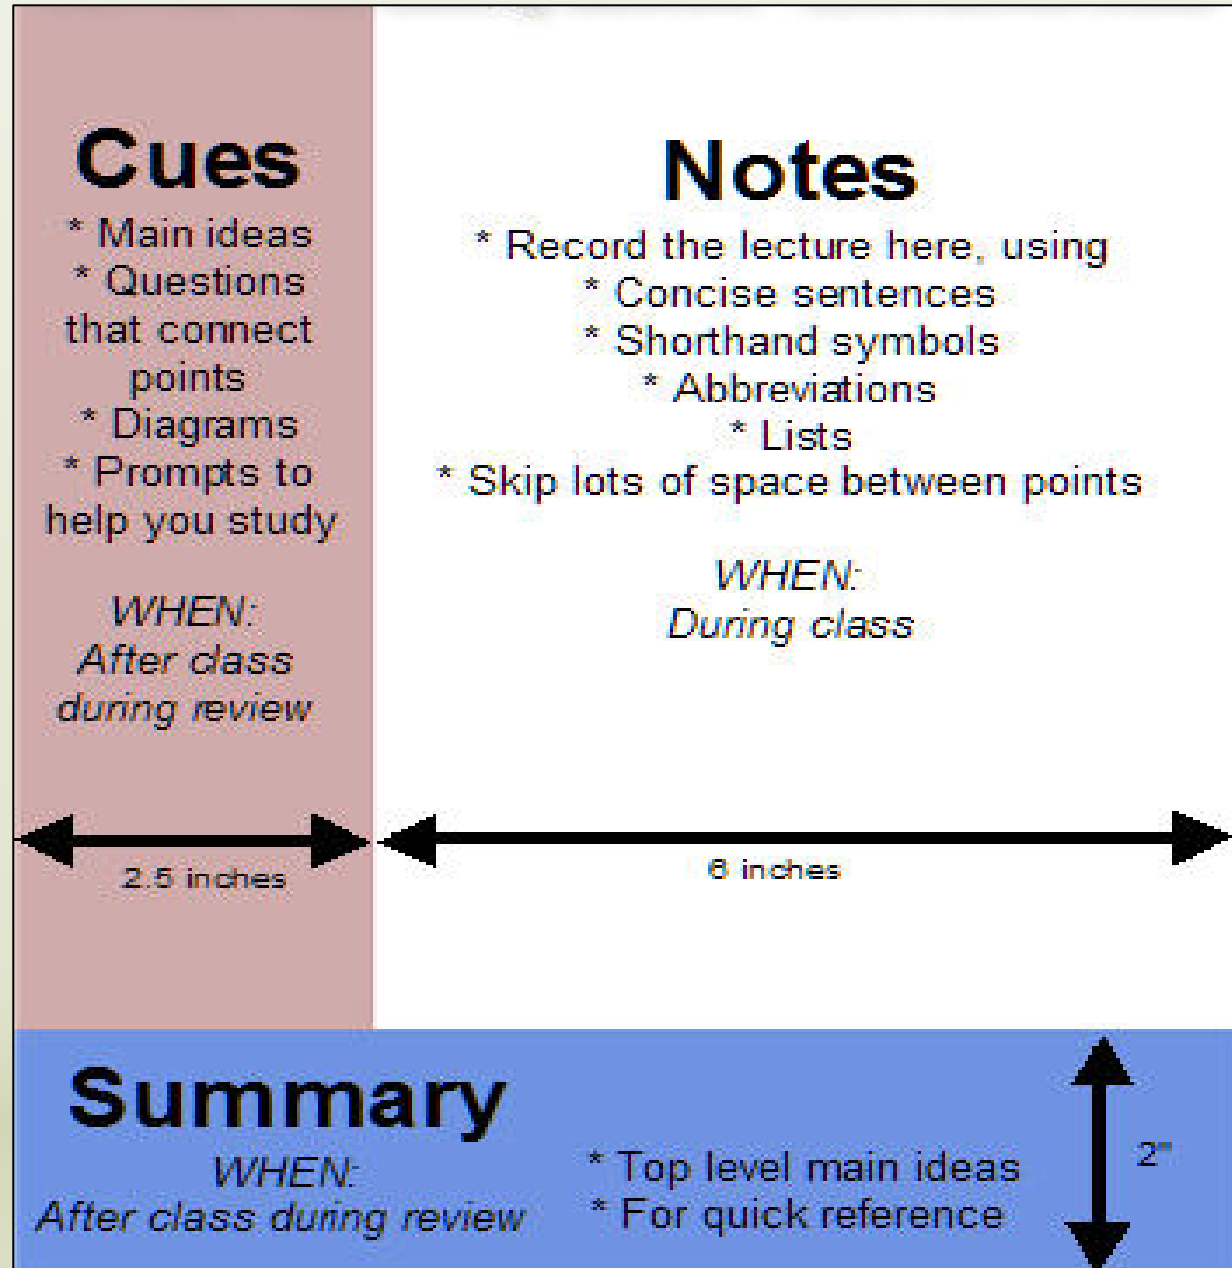 Cues
* Main ideas
* Questions
that connect
points
* Diagrams
* Prompts to
help you study
WHEN:
After class
during review
2.5 inches
Notes
* Record the lecture here, using
* Concise sentences
* Shorthand symbols
* Abbreviations
* Lists
* Skip lots of space between points
WHEN:
During class
6 inches
Summary
WHEN:
After class during review
* Top level main ideas
* For quick reference
2"